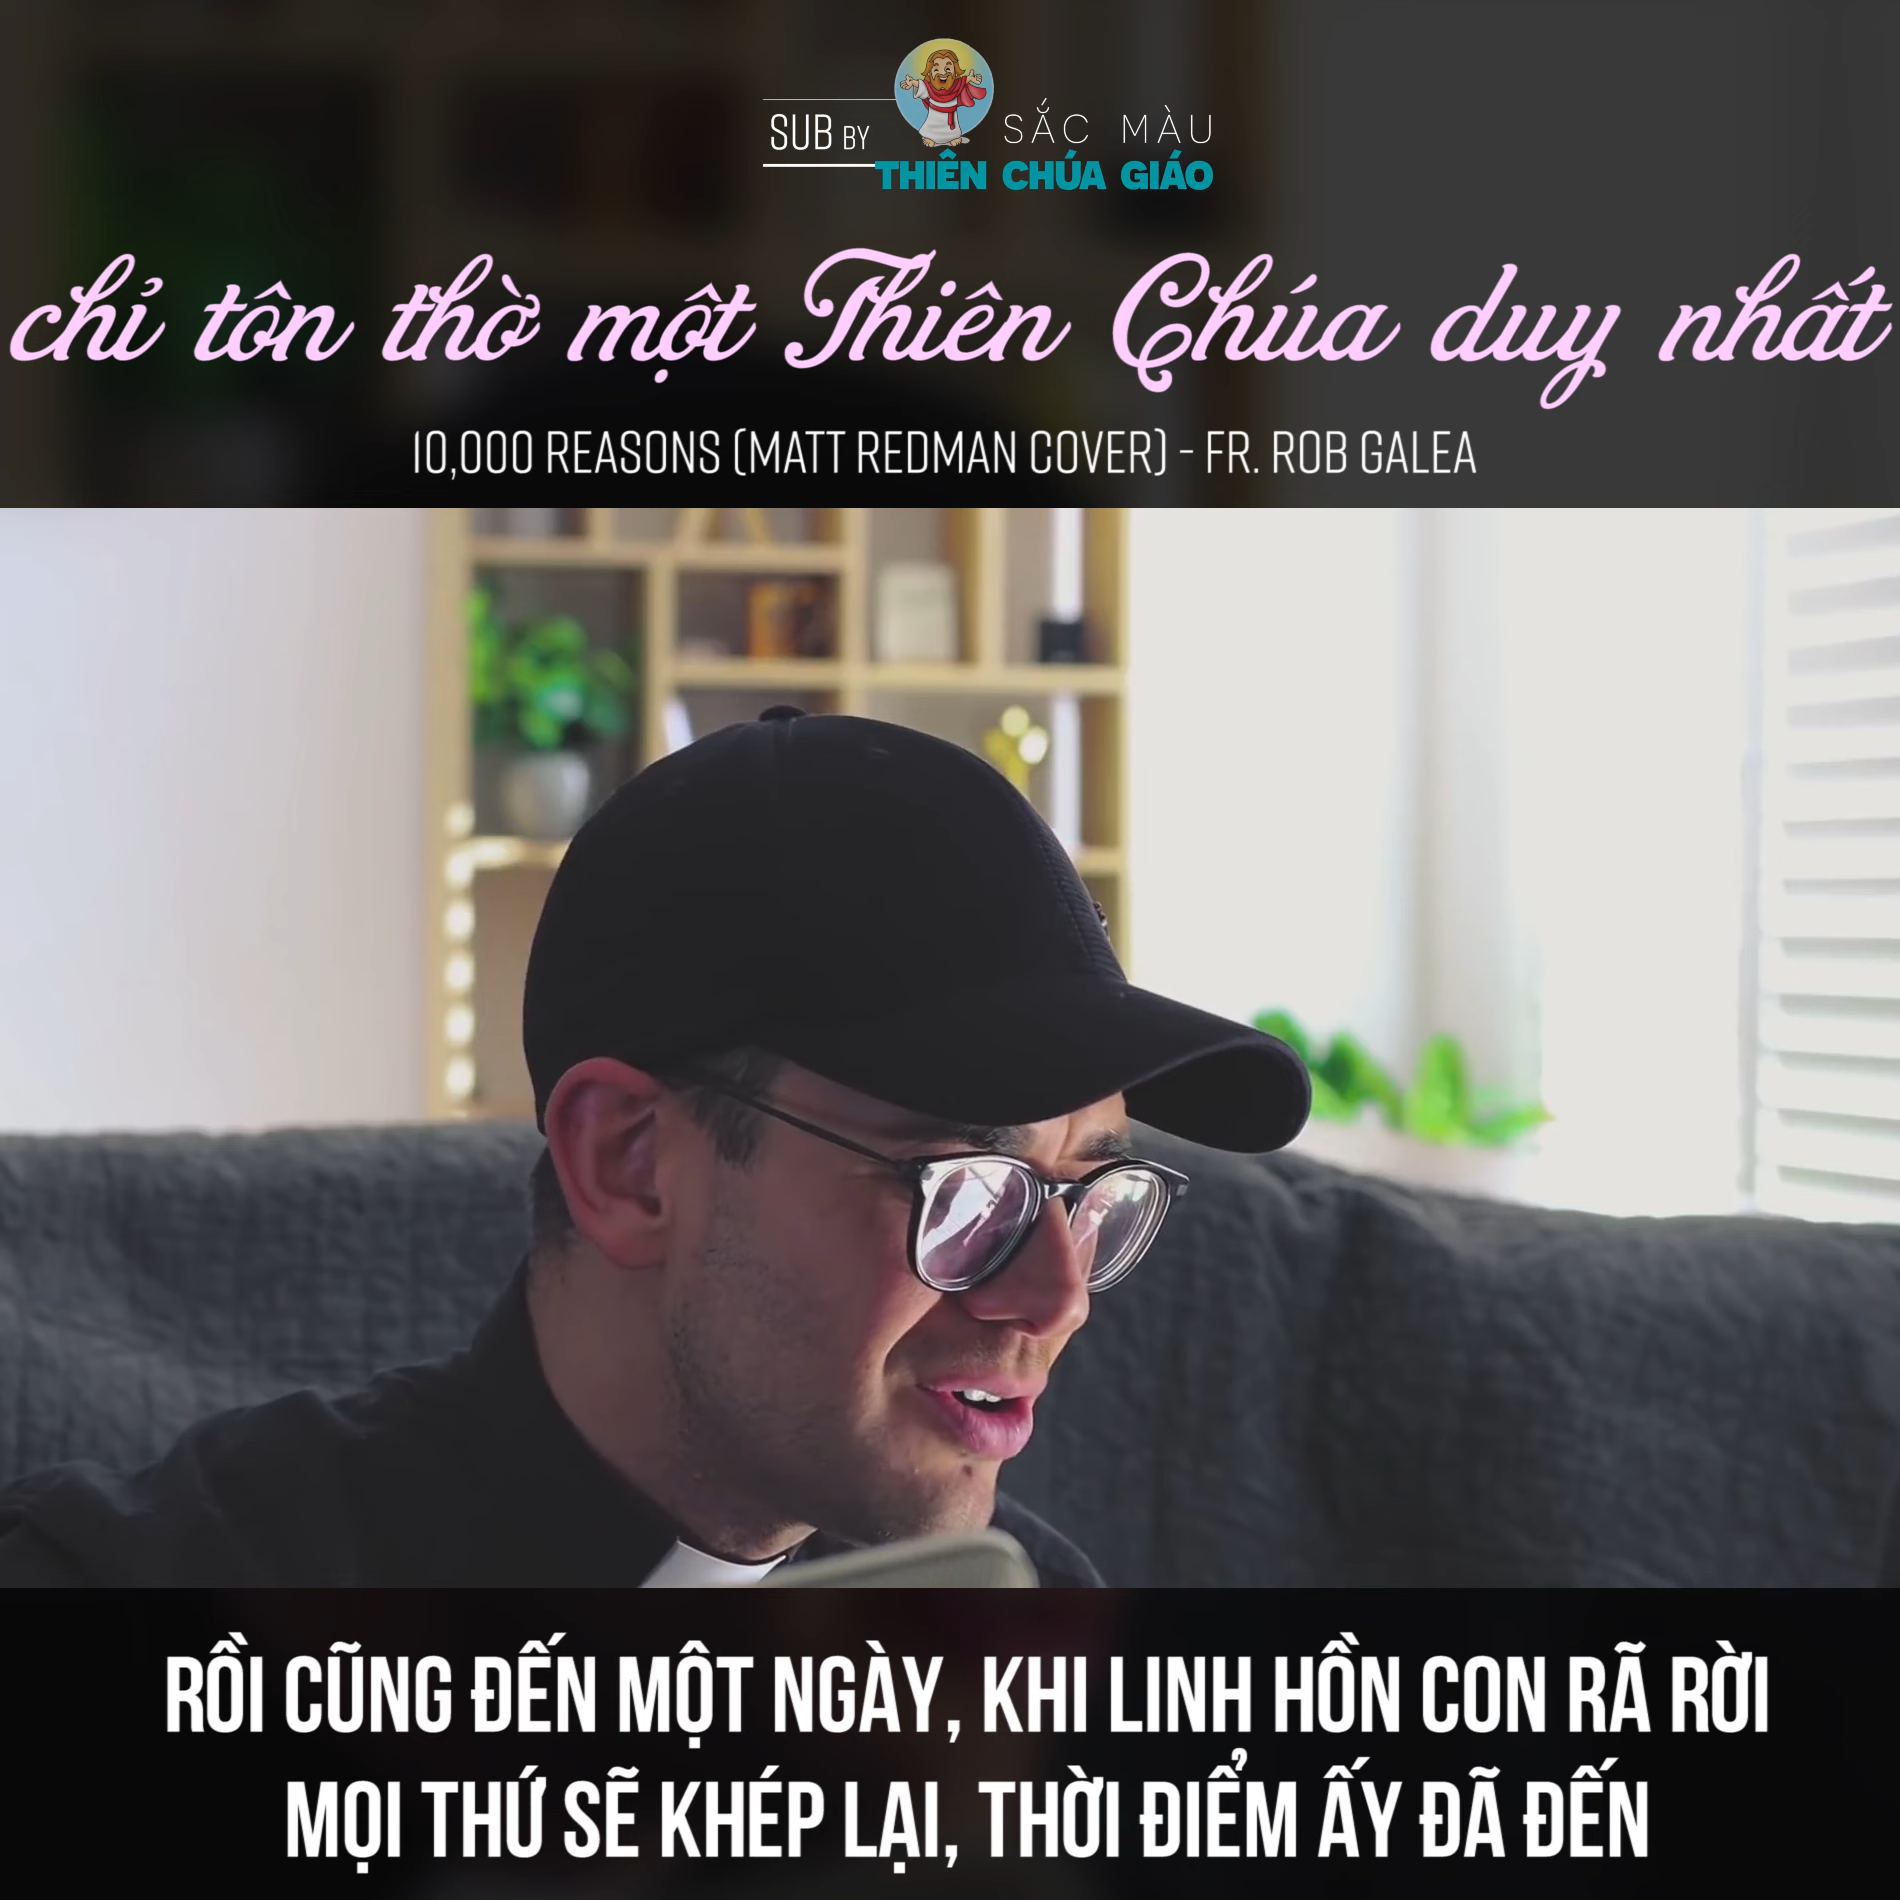 SUB BY SẮC MÀU
THIÊN CHÚA GIÁO
chỉ tôn thờ một Thiên Chúa duy nhất
10,000 REASONS (MATT REDMAN COVER) - FR. ROB GALEA
RỒI CŨNG ĐẾN MỘT NGÀY, KHI LINH HỒN CON RÃ RỜI
MỌI THỨ SẼ KHÉP LẠI, THỜI ĐIỂM ẤY ĐÃ ĐẾN